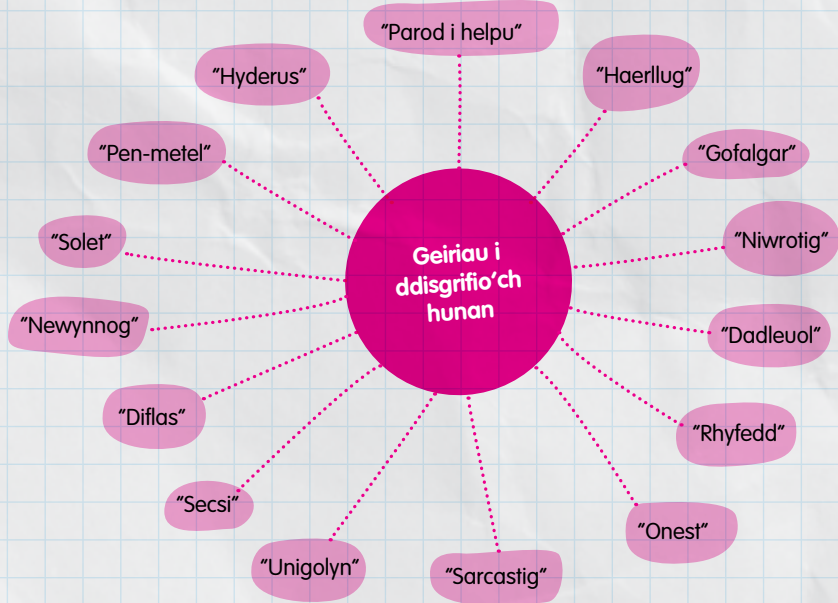 "Parod i helpu"
"Hyderus"
"Haerllug"
"Pen-metel"
"Gofalgar"
"Solet"
"Niwrotig"
Geiriau i
ddisgrifio’ch
hunan
"Newynnog"
"Dadleuol"
"Diflas"
"Rhyfedd"
"Secsi"
"Onest"
"Unigolyn"
"Sarcastig"